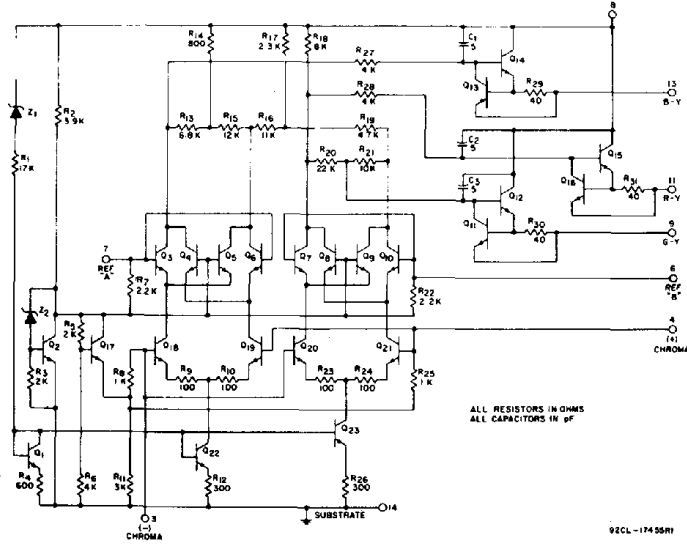 8
R14
800
R17
2.3K
R18
6K
C1
5
Q14
R27
4K
Q13
R29
40
13
B-Y
Z1
R2
3.9K
R28
4K
R13
6.8K
R15
12K
R16
11K
R19
4.7K
C2
5
Q15
R1
17K
R20
22K
R21
10K
C3
5
Q12
Q16
R31
40
11
R-Y
Q11
R30
40
9
G-Y
7
REF
"A"
Q3
Q4
Q5
Q6
Q7
Q8
Q9
Q10
R7
2.2K
R22
2.2K
6
REF
"B"
Z2
Q2
R5
2K
Q17
Q18
Q19
Q20
Q21
4
(+)
CHROMA
R3
2K
R8
1K
R9
100
R10
100
R23
100
R24
100
R25
1K
ALL RESISTORS IN OHMS
ALL CAPACITORS IN pF
Q1
Q22
Q23
R4
600
R6
4K
R11
3K
R12
300
R26
300
SUBSTRATE
14
3
(-)
CHROMA
92CL-17455R1